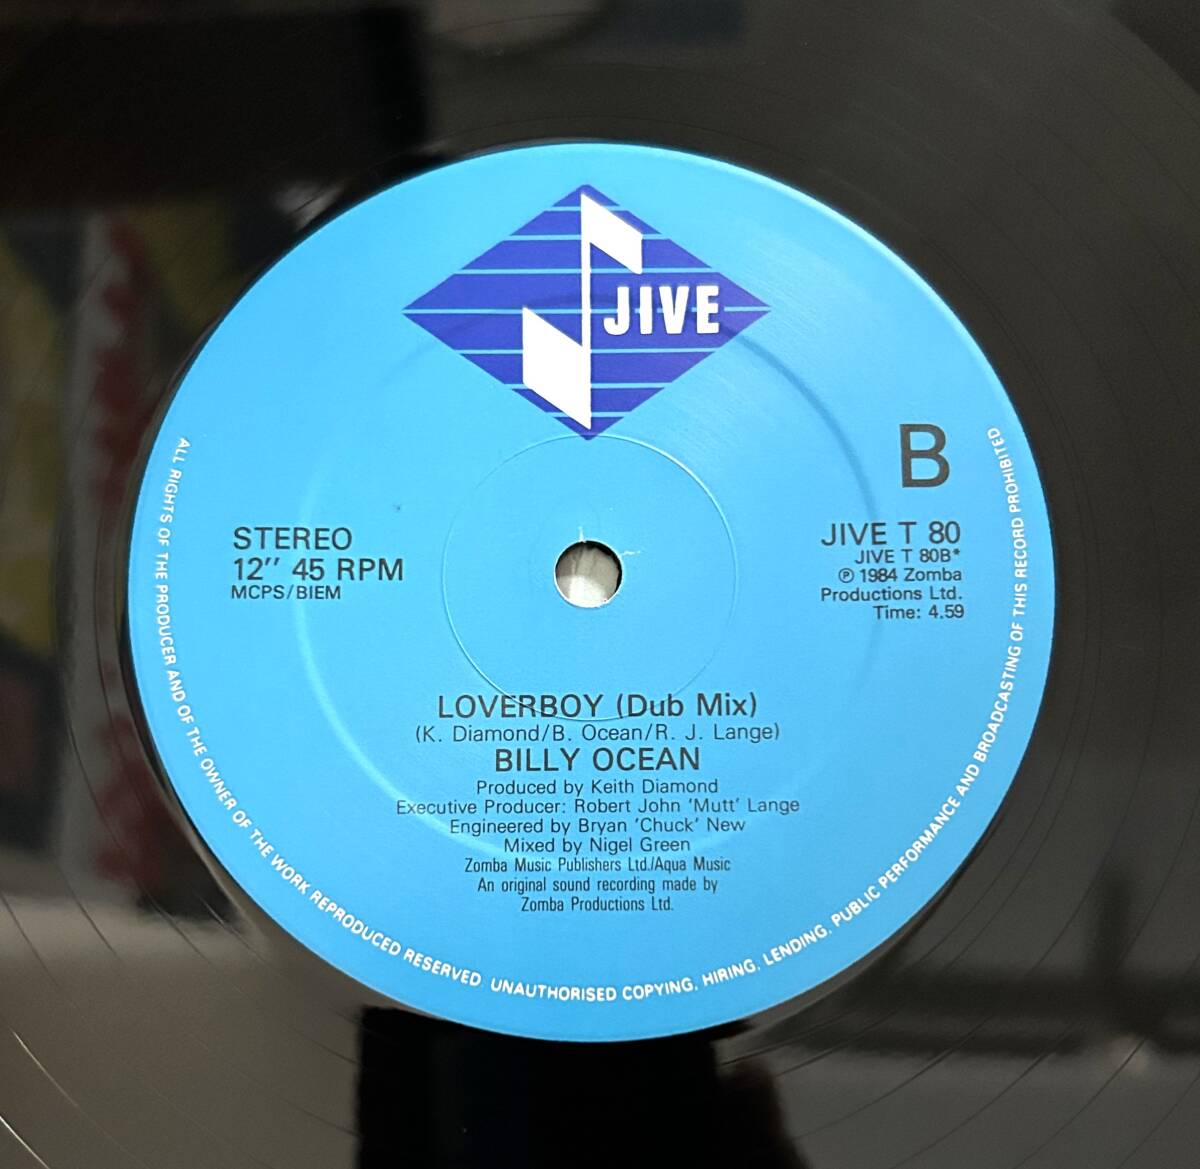 JIVE
B
STEREO
12" 45 RPM
MCPS/BIEM
JIVE T 80
JIVE T 80B*
℗ 1984 Zomba
Productions Ltd.
Time: 4.59
LOVERBOY (Dub Mix)
(K. Diamond/B. Ocean/R. J. Lange)
BILLY OCEAN
Produced by Keith Diamond
Executive Producer: Robert John 'Mutt' Lange
Engineered by Bryan 'Chuck' New
Mixed by Nigel Green
Zomba Music Publishers Ltd./Aqua Music
An original sound recording made by
Zomba Productions Ltd.
ALL RIGHTS OF THE PRODUCER AND OF THE OWNER OF THE WORK REPRODUCED RESERVED. UNAUTHORISED COPYING, HIRING, LENDING, PUBLIC PERFORMANCE AND BROADCASTING OF THIS RECORD PROHIBITED